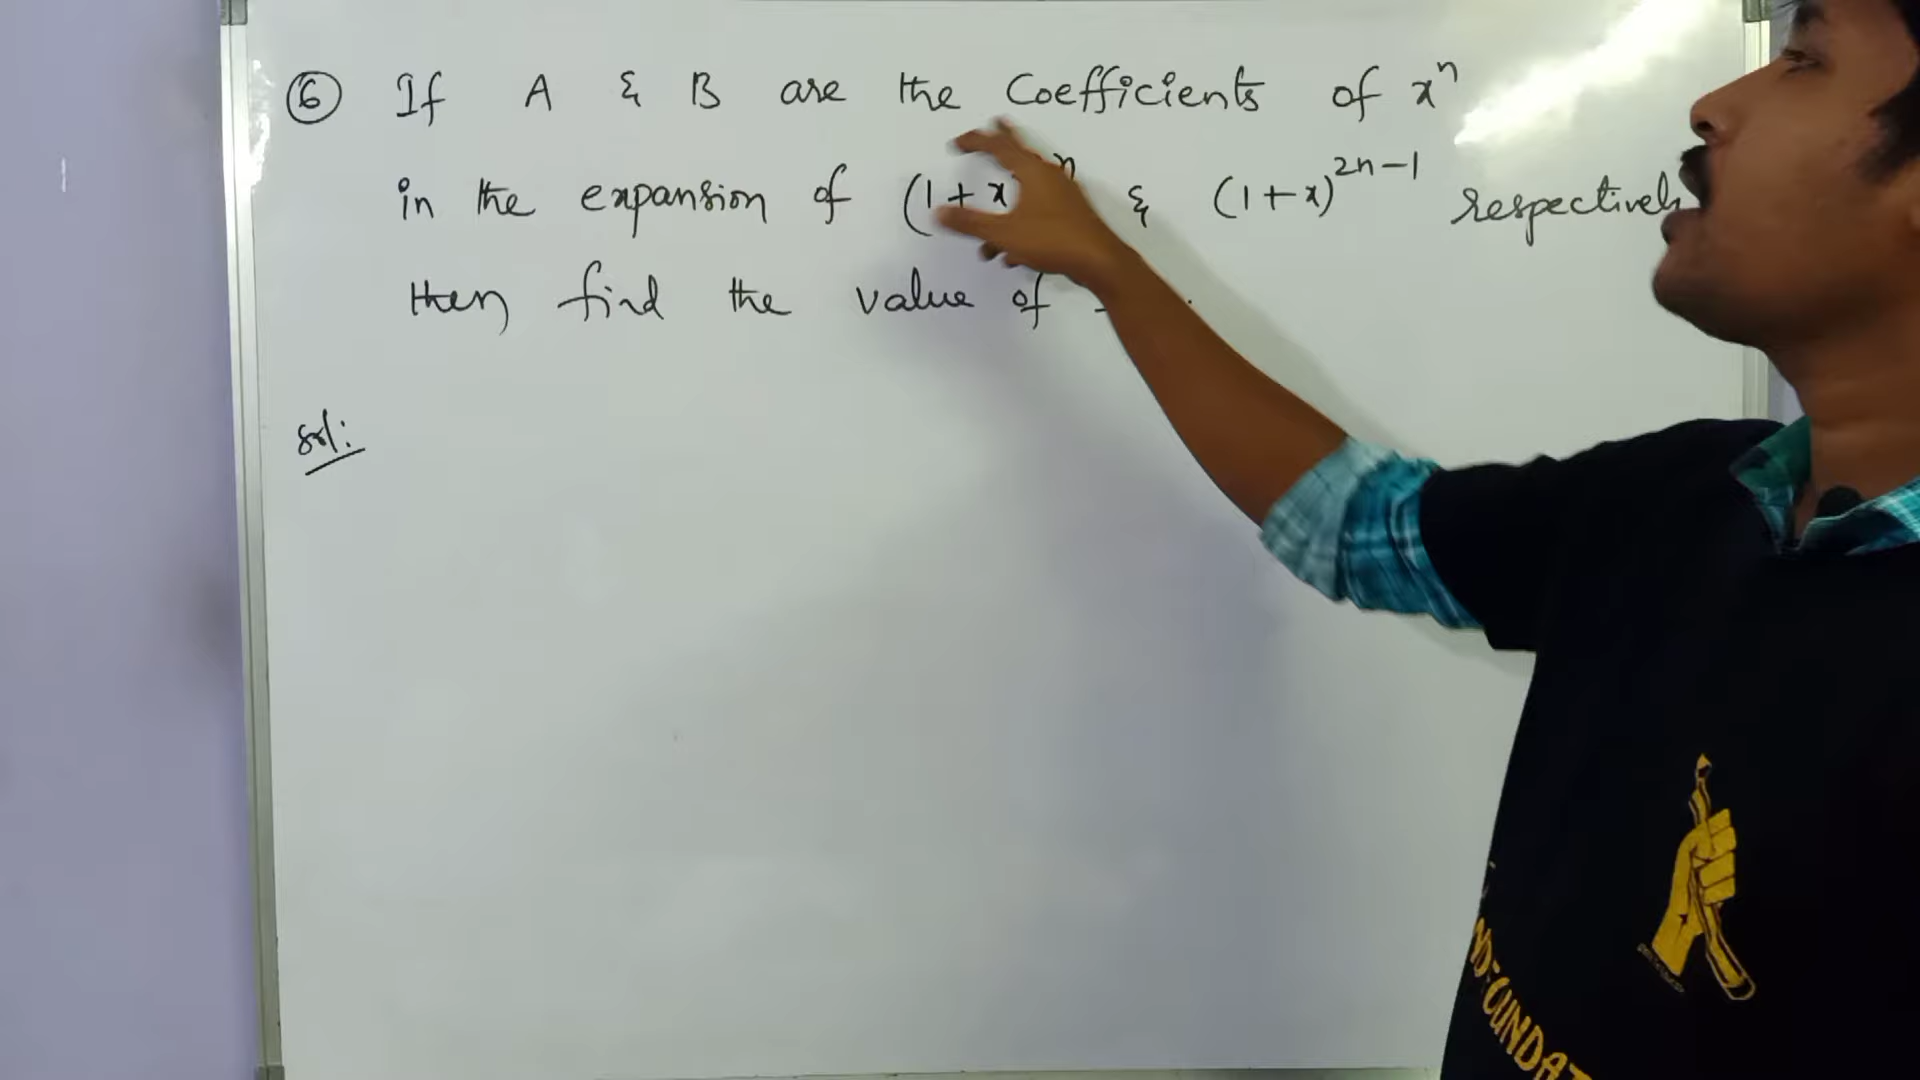 ⑥ If A & B are the Coefficients of xⁿ
in the expansion of (1+x n & (1+x)²ⁿ⁻¹
then find the value of
sol: